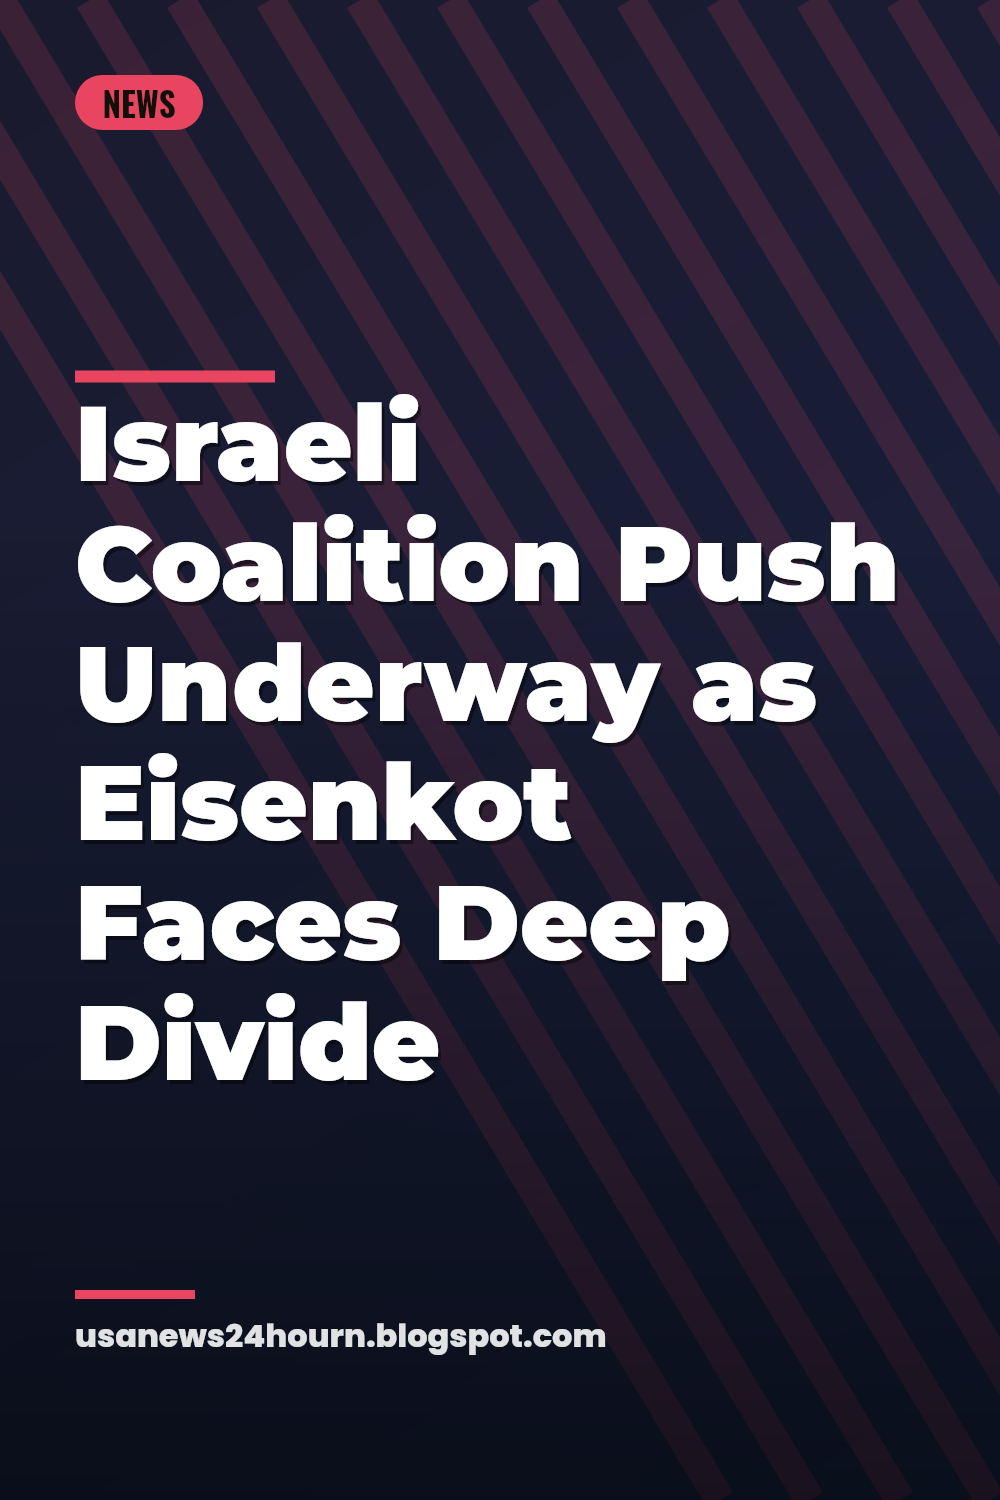 NEWS
Israeli
Coalition Push
Underway as
Eisenkot
Faces Deep
Divide
usanews24hourn.blogspot.com